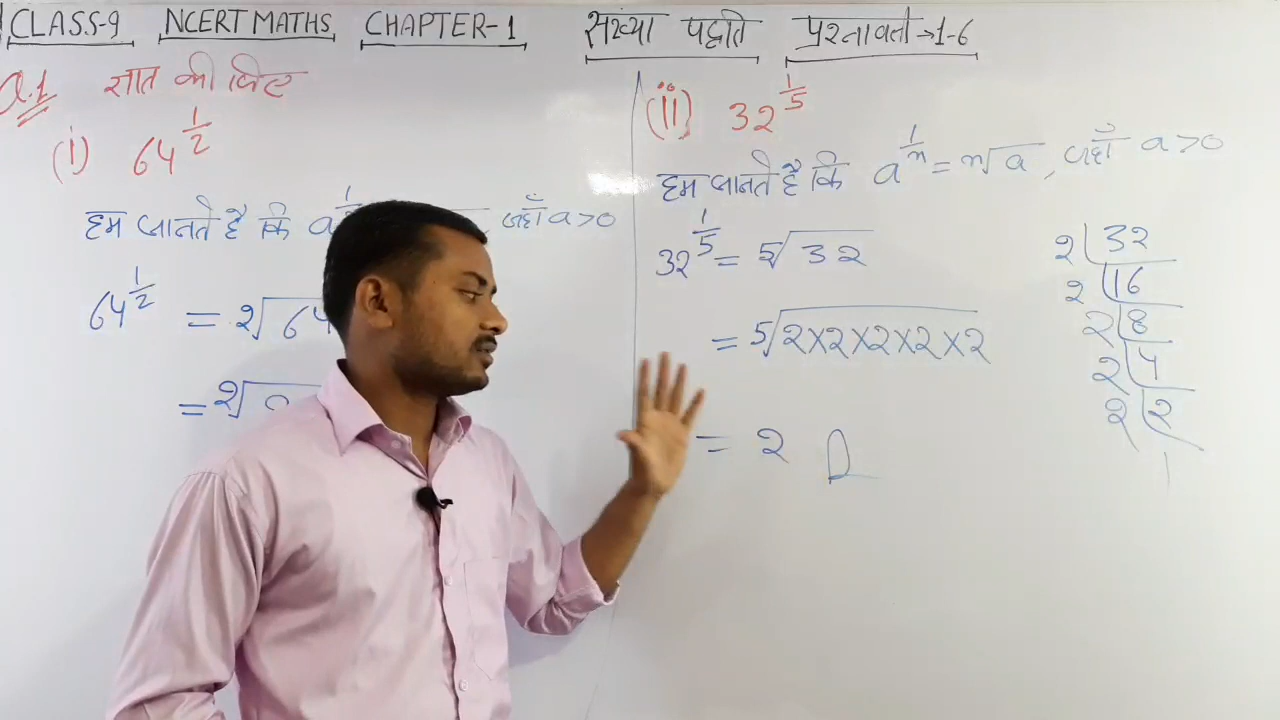 CLASS-9 NCERT MATHS CHAPTER-1 संख्या पद्धति प्रश्नावली→1-6
Q.1 ज्ञात कीजिए
(i) 64^{1/2}
हम जानते है कि a जहाँ a>0
64^{1/2} = ²√64
= ²√
(ii) 32^{1/5}
हम जानते है कि a^{1/n} = ⁿ√a, जहाँ a>0
32^{1/5} = ⁵√32
= ⁵√2×2×2×2×2
= 2
2 | 32
2 | 16
2 | 8
2 | 4
2 | 2
1